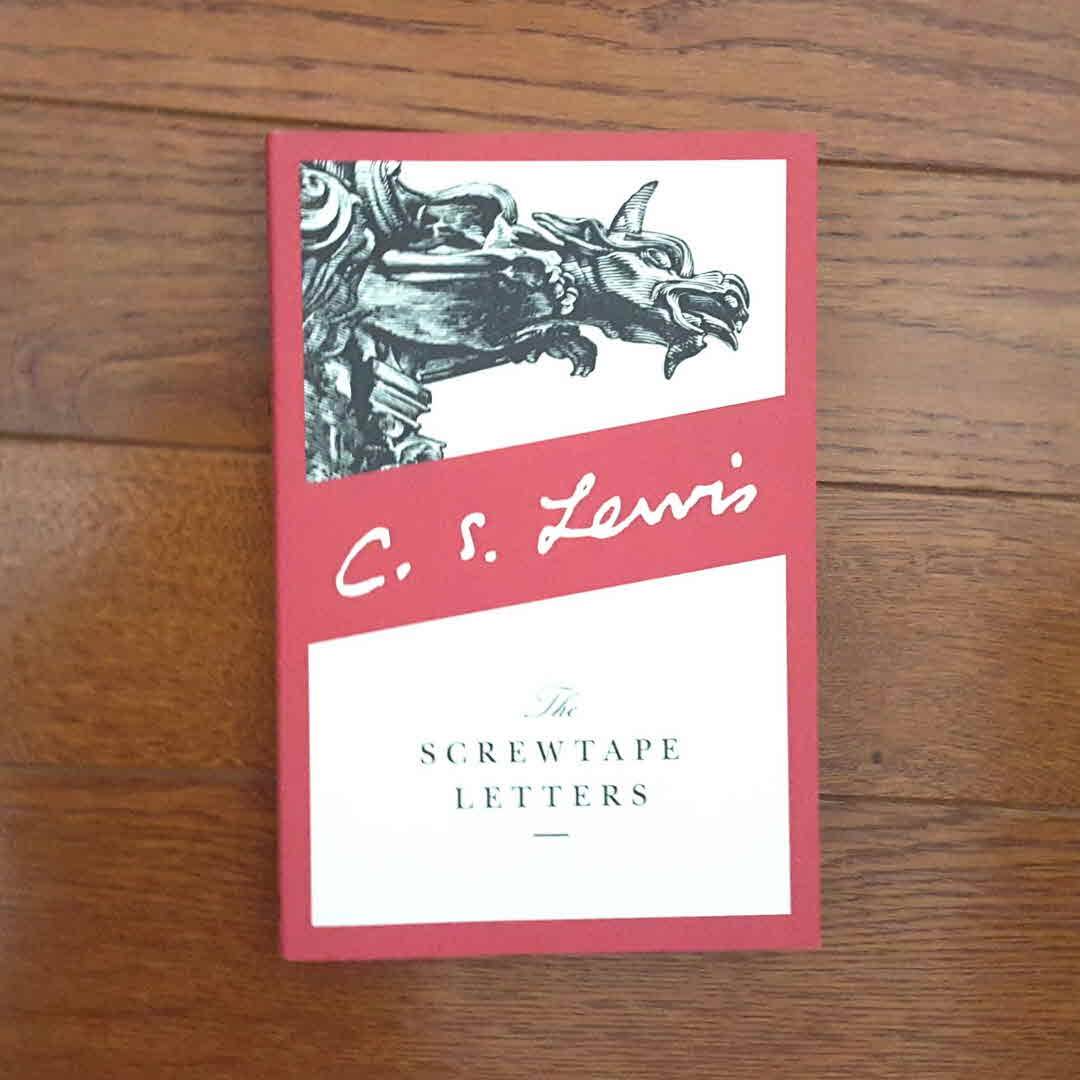 C. S. Lewis
The
SCREWTAPE
LETTERS